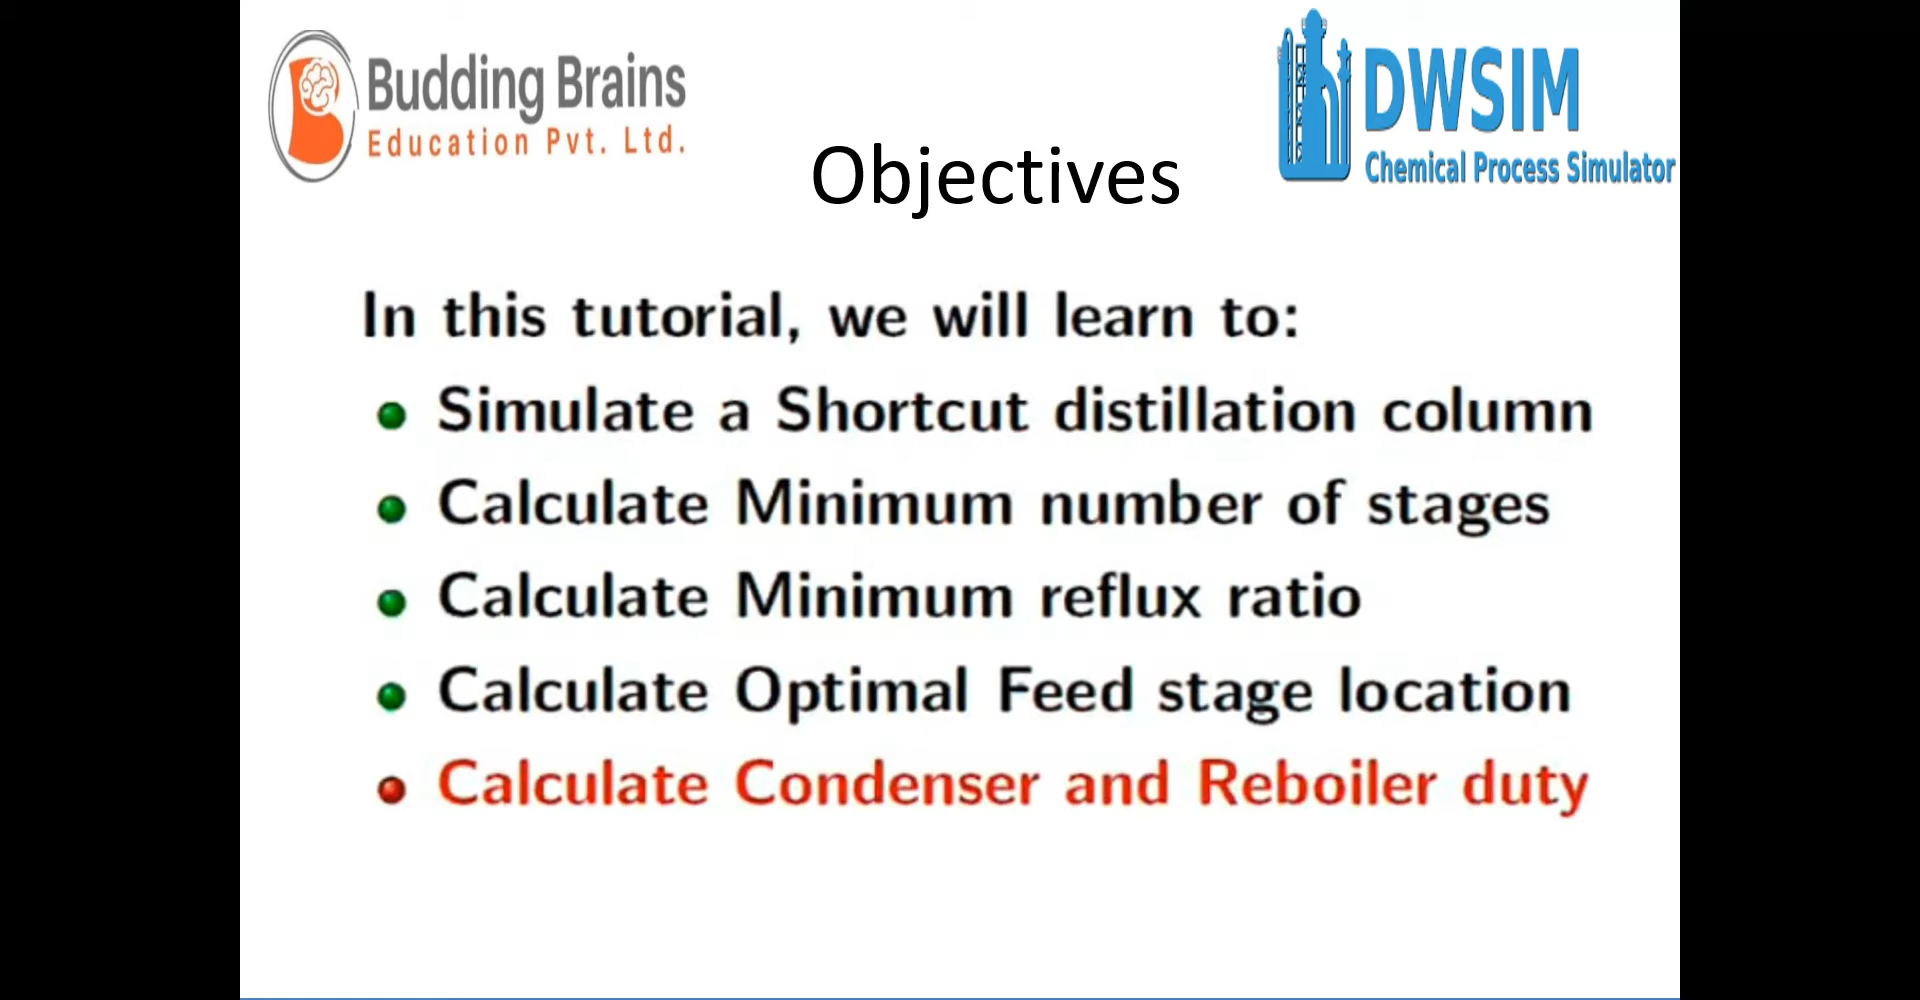 Budding Brains
Education Pvt. Ltd.
DWSIM
Chemical Process Simulator
Objectives
In this tutorial, we will learn to:
Simulate a Shortcut distillation column
Calculate Minimum number of stages
Calculate Minimum reflux ratio
Calculate Optimal Feed stage location
Calculate Condenser and Reboiler duty